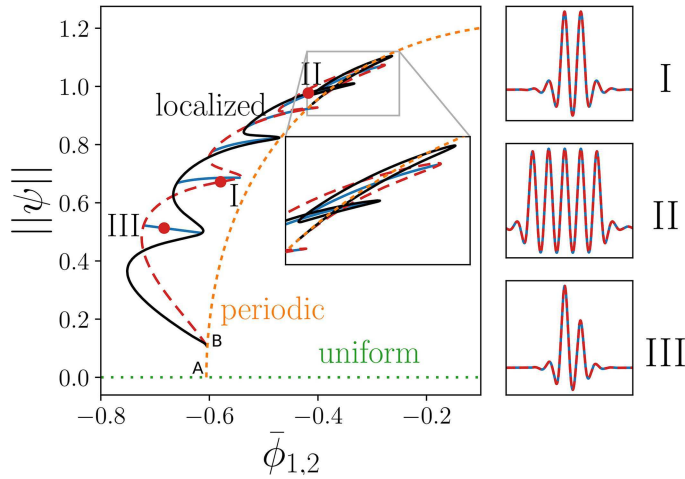 1.2
1.0
0.8
0.6
0.4
0.2
0.0
||ψ||
−0.8
−0.6
−0.4
−0.2
ϕ̄1,2
localized
II
I
III
periodic
uniform
A
B
I
II
III